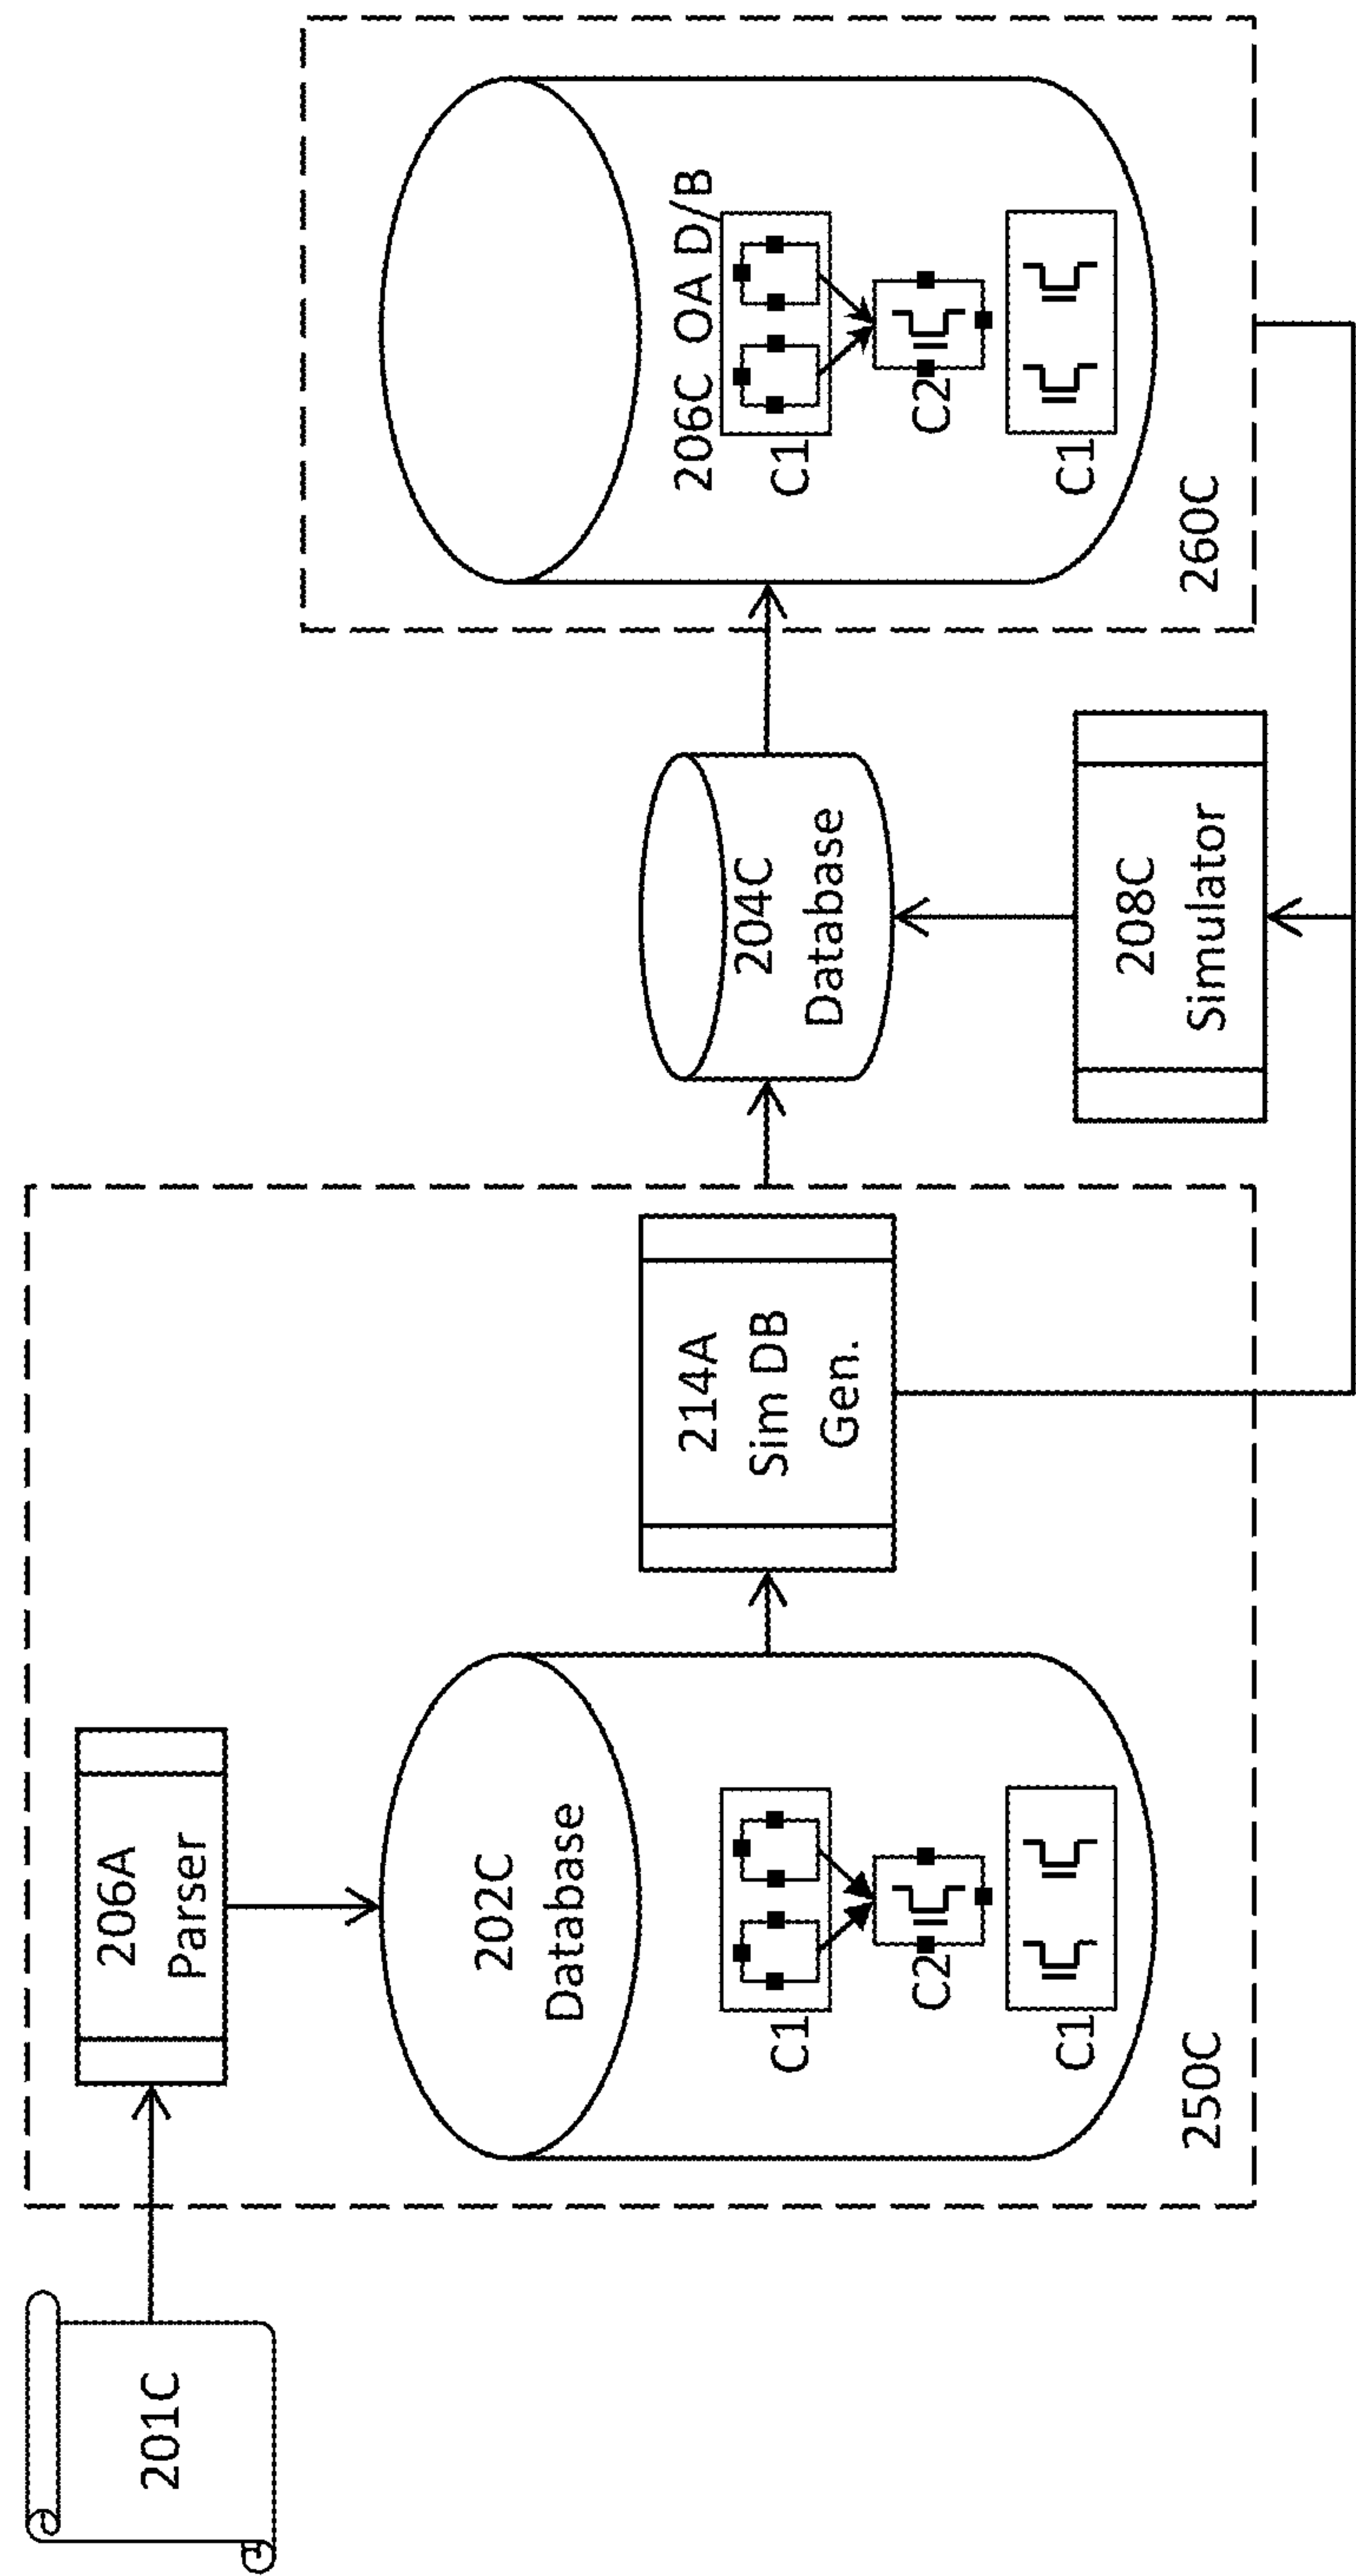 201C
206A
Parser
202C
Database
C1
C2
C1
250C
214A
Sim DB
Gen.
204C
Database
208C
Simulator
206C OA D/B
C1
C2
C1
260C